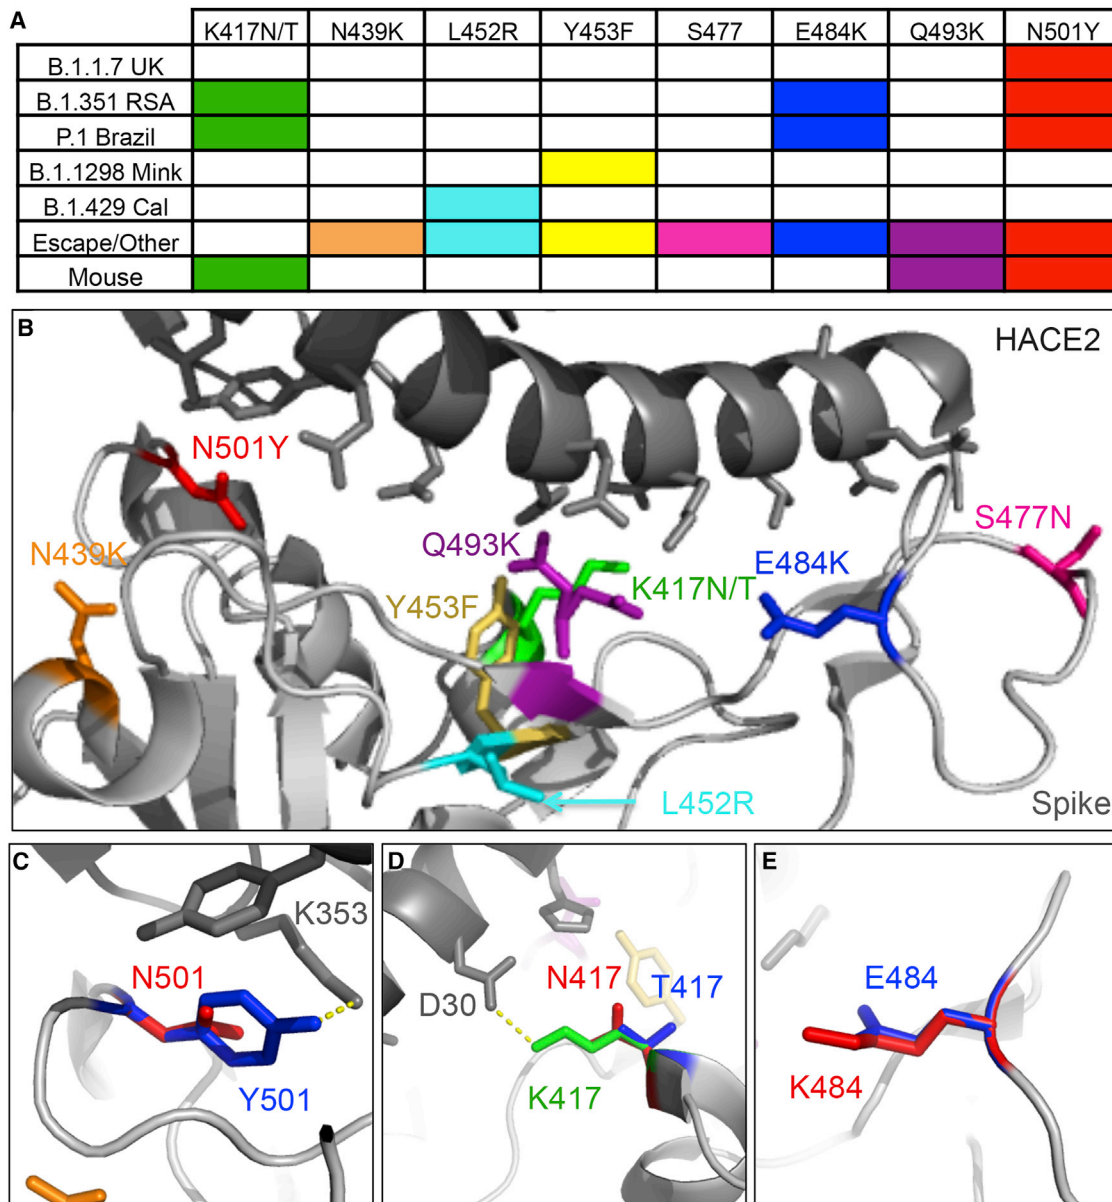 A
K417N/T N439K L452R Y453F S477 E484K Q493K N501Y
B.1.1.7 UK
B.1.351 RSA
P.1 Brazil
B.1.1298 Mink
B.1.429 Cal
Escape/Other
Mouse
B
HACE2
N501Y
S477N
N439K
Q493K
E484K
K417N/T
Y453F
L452R
Spike
C
K353
N501
Y501
D
N417
T417
D30
K417
E
E484
K484